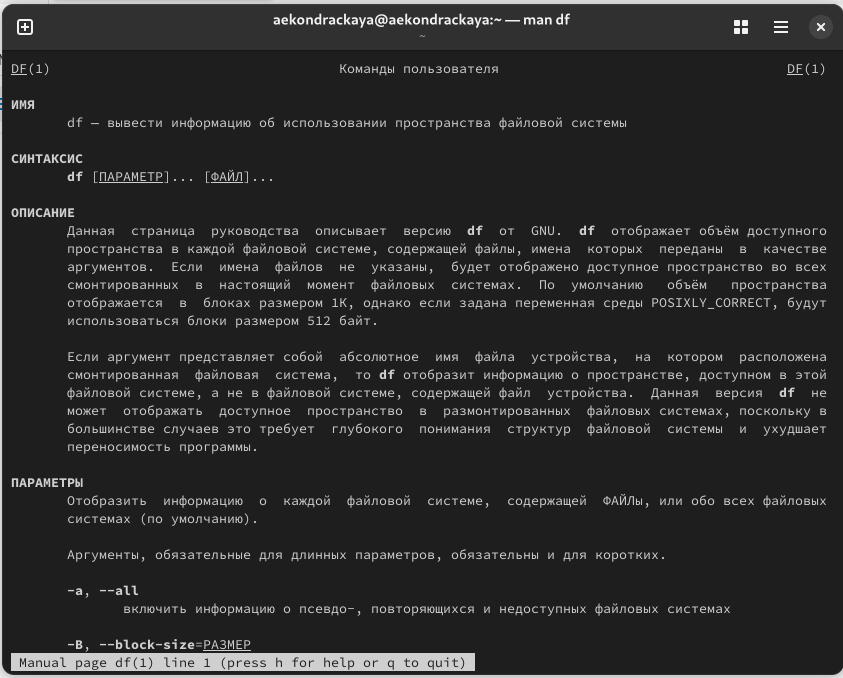 aekondrackaya@aekondrackaya:~ — man df
~
DF(1) Команды пользователя DF(1)
ИМЯ
df — вывести информацию об использовании пространства файловой системы
СИНТАКСИС
df [ПАРАМЕТР]... [ФАЙЛ]...
ОПИСАНИЕ
Данная страница руководства описывает версию df от GNU. df отображает объём доступного
пространства в каждой файловой системе, содержащей файлы, имена которых переданы в качестве
аргументов. Если имена файлов не указаны, будет отображено доступное пространство во всех
смонтированных в настоящий момент файловых системах. По умолчанию объём пространства
отображается в блоках размером 1K, однако если задана переменная среды POSIXLY_CORRECT, будут
использоваться блоки размером 512 байт.
Если аргумент представляет собой абсолютное имя файла устройства, на котором расположена
смонтированная файловая система, то df отобразит информацию о пространстве, доступном в этой
файловой системе, а не в файловой системе, содержащей файл устройства. Данная версия df не
может отображать доступное пространство в размонтированных файловых системах, поскольку в
большинстве случаев это требует глубокого понимания структур файловой системы и ухудшает
переносимость программы.
ПАРАМЕТРЫ
Отобразить информацию о каждой файловой системе, содержащей ФАЙЛы, или обо всех файловых
системах (по умолчанию).
Аргументы, обязательные для длинных параметров, обязательны и для коротких.
-a, --all
включить информацию о псевдо-, повторяющихся и недоступных файловых системах
-B, --block-size=РАЗМЕР
Manual page df(1) line 1 (press h for help or q to quit)